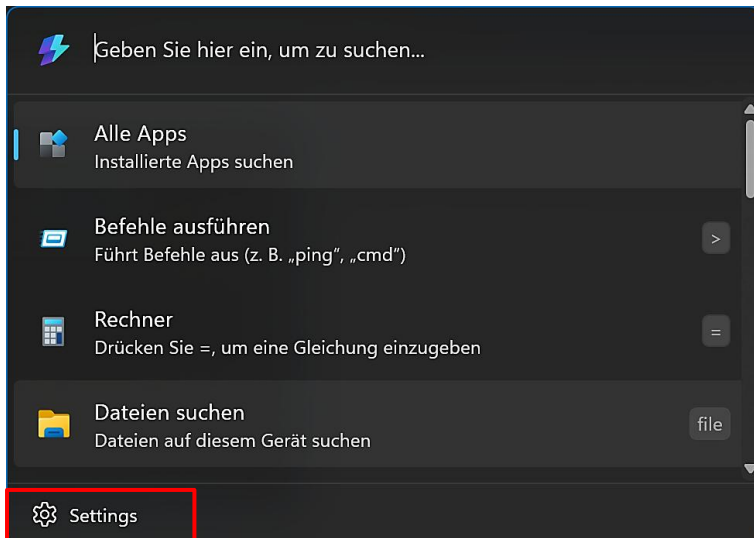 Geben Sie hier ein, um zu suchen...
Alle Apps
Installierte Apps suchen
Befehle ausführen
Führt Befehle aus (z. B. „ping“, „cmd“)
>
Rechner
Drücken Sie =, um eine Gleichung einzugeben
=
Dateien suchen
Dateien auf diesem Gerät suchen
file
Settings